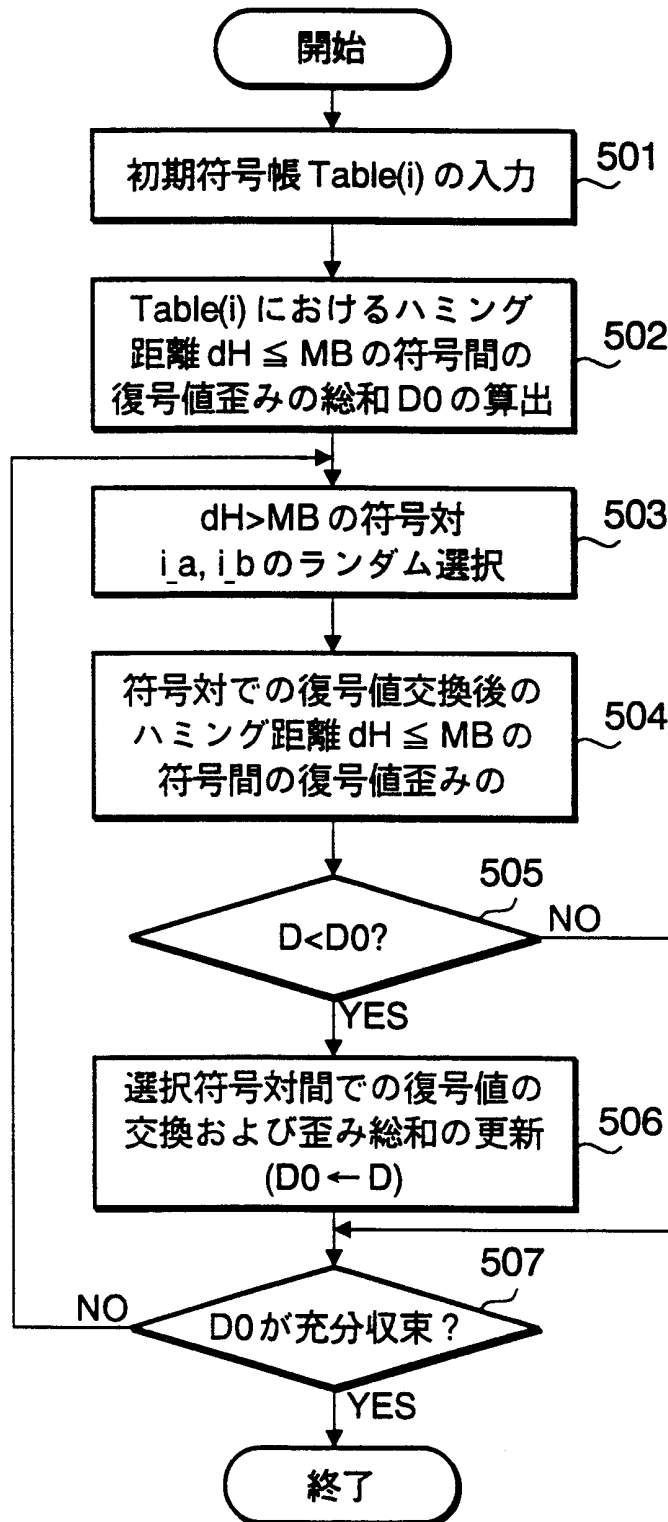 開始
初期符号帳 Table(i) の入力
501
Table(i) におけるハミング
距離 dH ≦ MB の符号間の
復号値歪みの総和 D0 の算出
502
dH>MB の符号対
i_a, i_b のランダム選択
503
符号対での復号値交換後の
ハミング距離 dH ≦ MB の
符号間の復号値歪みの
504
D<D0?
505
NO
YES
選択符号対間での復号値の
交換および歪み総和の更新
(D0 ← D)
506
D0 が充分収束?
507
NO
YES
終了